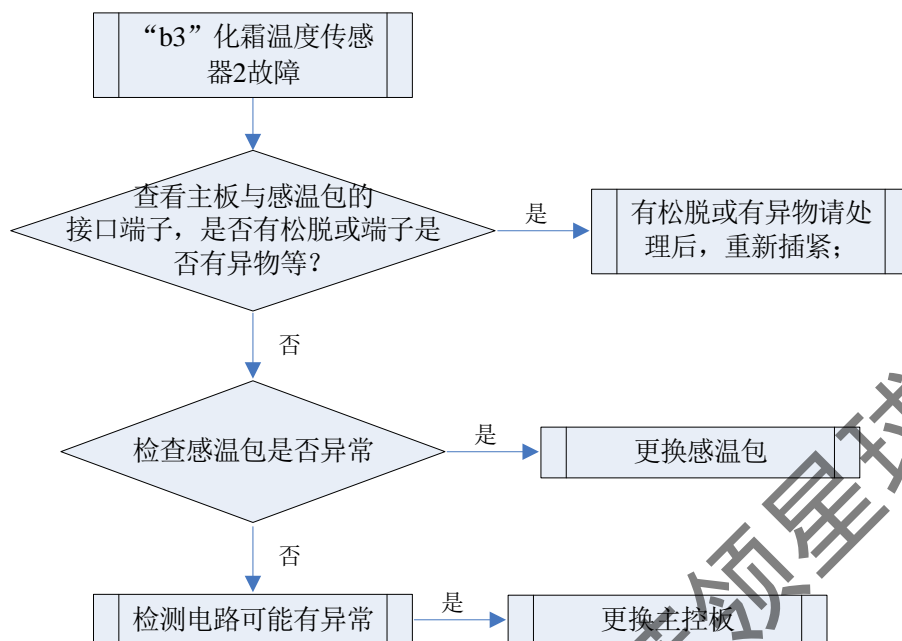 “b3”化霜温度传感
器2故障
查看主板与感温包的
接口端子，是否有松脱或端子是
否有异物等？
是
有松脱或有异物请处
理后，重新插紧；
否
检查感温包是否异常
是
更换感温包
否
检测电路可能有异常
是
更换主控板
领星球